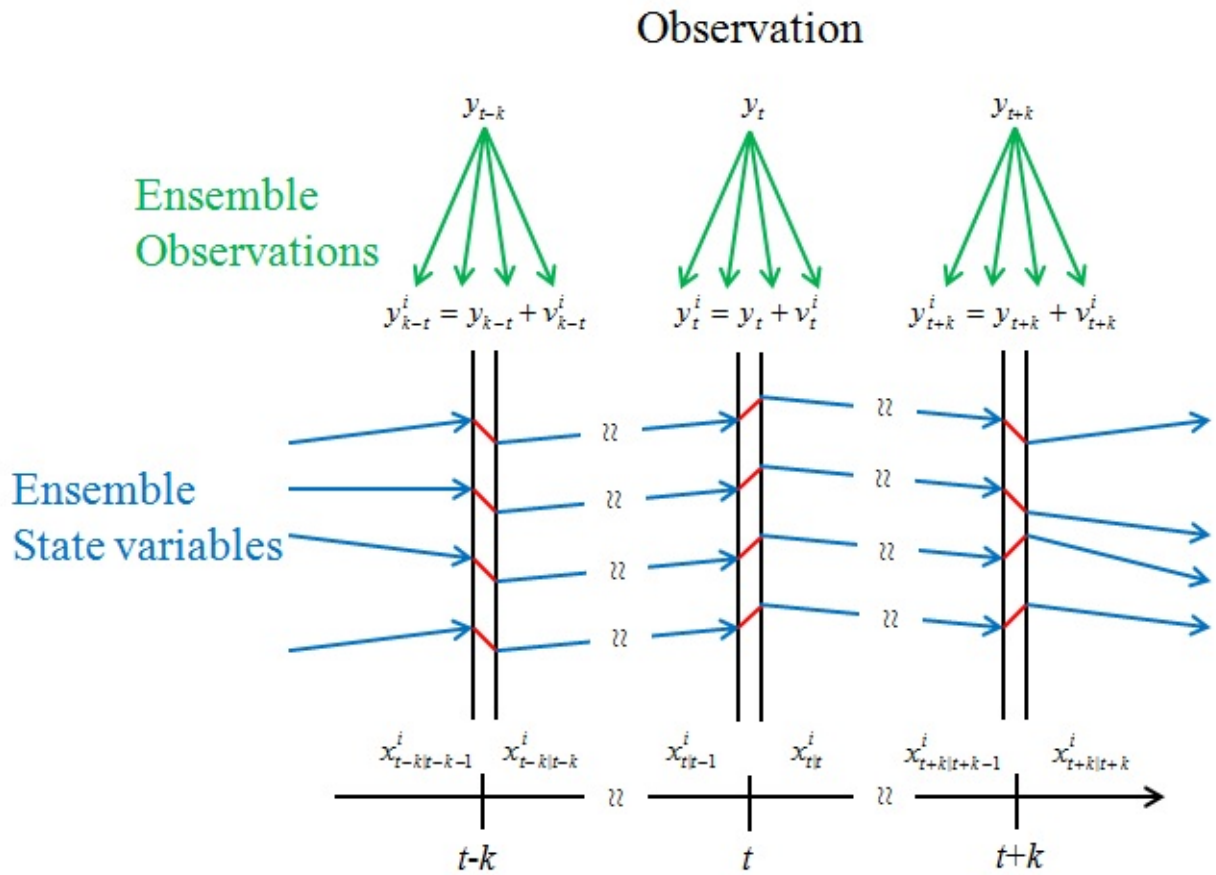 Observation
y_{t-k} y_t y_{t+k}
Ensemble
Observations
y^i_{k-t} = y_{k-t} + v^i_{k-t} y^i_t = y_t + v^i_t y^i_{t+k} = y_{t+k} + v^i_{t+k}
Ensemble
State variables
x^i_{t-k|t-k-1} x^i_{t-k|t-k} x^i_{t|t-1} x^i_{t|t} x^i_{t+k|t+k-1} x^i_{t+k|t+k}
t-k t t+k